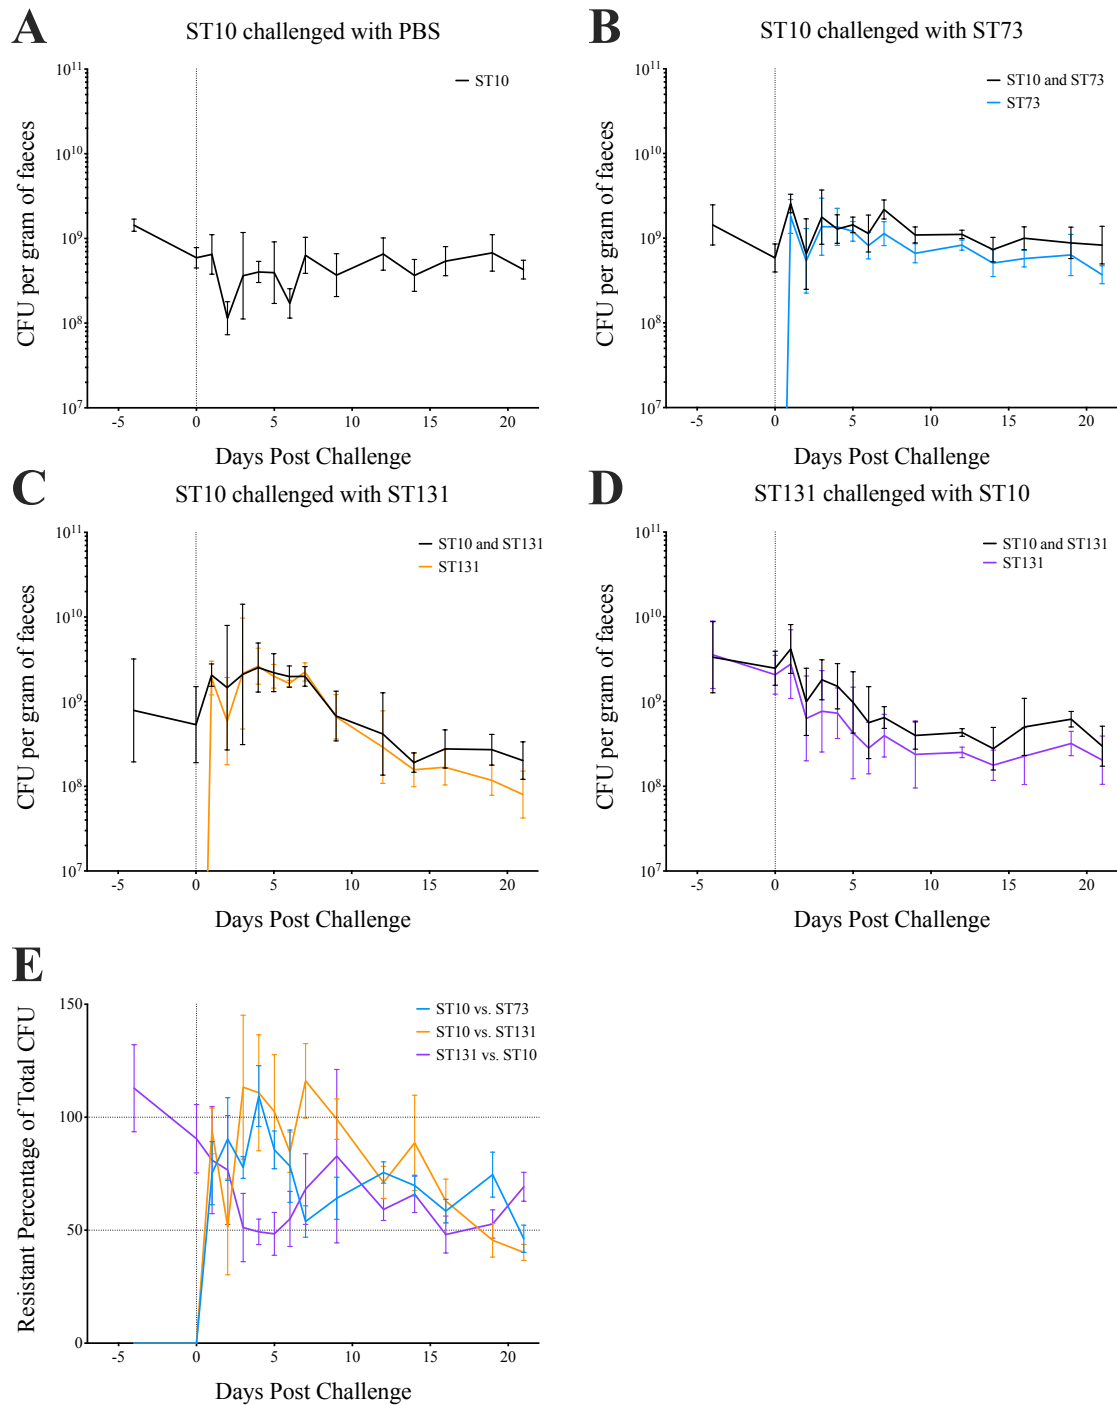 A
ST10 challenged with PBS
CFU per gram of faeces
10¹¹
10¹⁰
10⁹
10⁸
10⁷
ST10
-5 0 5 10 15 20
Days Post Challenge
B
ST10 challenged with ST73
CFU per gram of faeces
10¹¹
10¹⁰
10⁹
10⁸
10⁷
ST10 and ST73
ST73
-5 0 5 10 15 20
Days Post Challenge
C
ST10 challenged with ST131
CFU per gram of faeces
10¹¹
10¹⁰
10⁹
10⁸
10⁷
ST10 and ST131
ST131
-5 0 5 10 15 20
Days Post Challenge
D
ST131 challenged with ST10
CFU per gram of faeces
10¹¹
10¹⁰
10⁹
10⁸
10⁷
ST10 and ST131
ST131
-5 0 5 10 15 20
Days Post Challenge
E
Resistant Percentage of Total CFU
150
100
50
0
ST10 vs. ST73
ST10 vs. ST131
ST131 vs. ST10
-5 0 5 10 15 20
Days Post Challenge